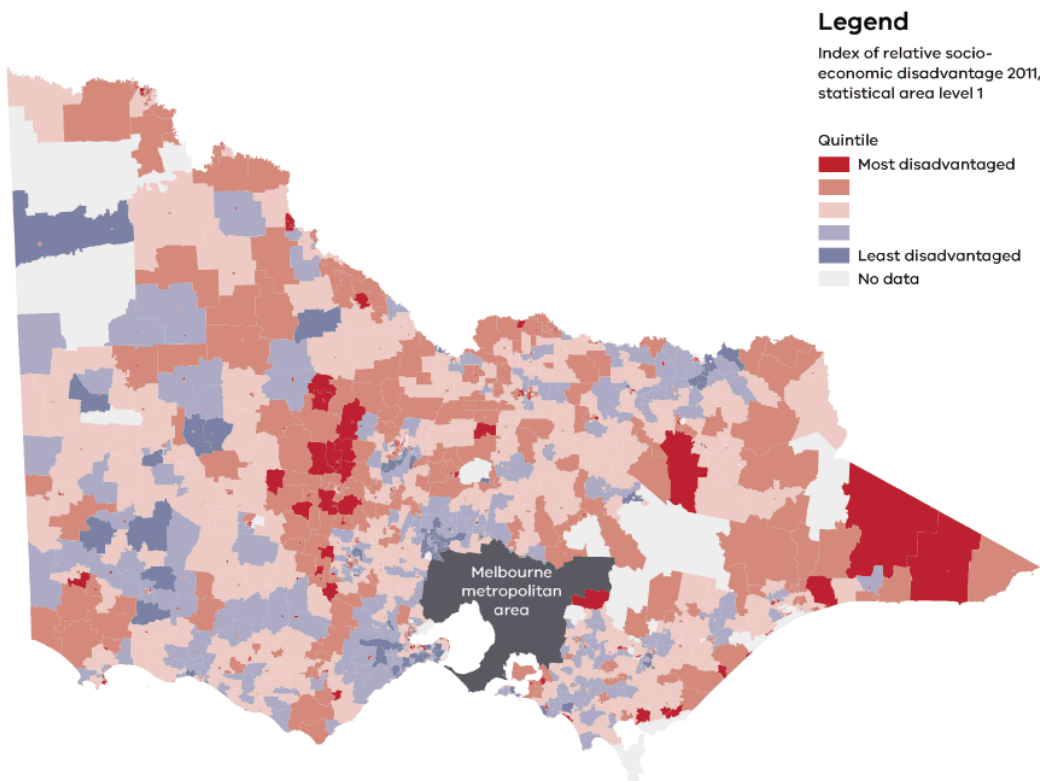 Legend
Index of relative socio-
economic disadvantage 2011,
statistical area level 1
Quintile
Most disadvantaged
Least disadvantaged
No data
Melbourne
metropolitan
area